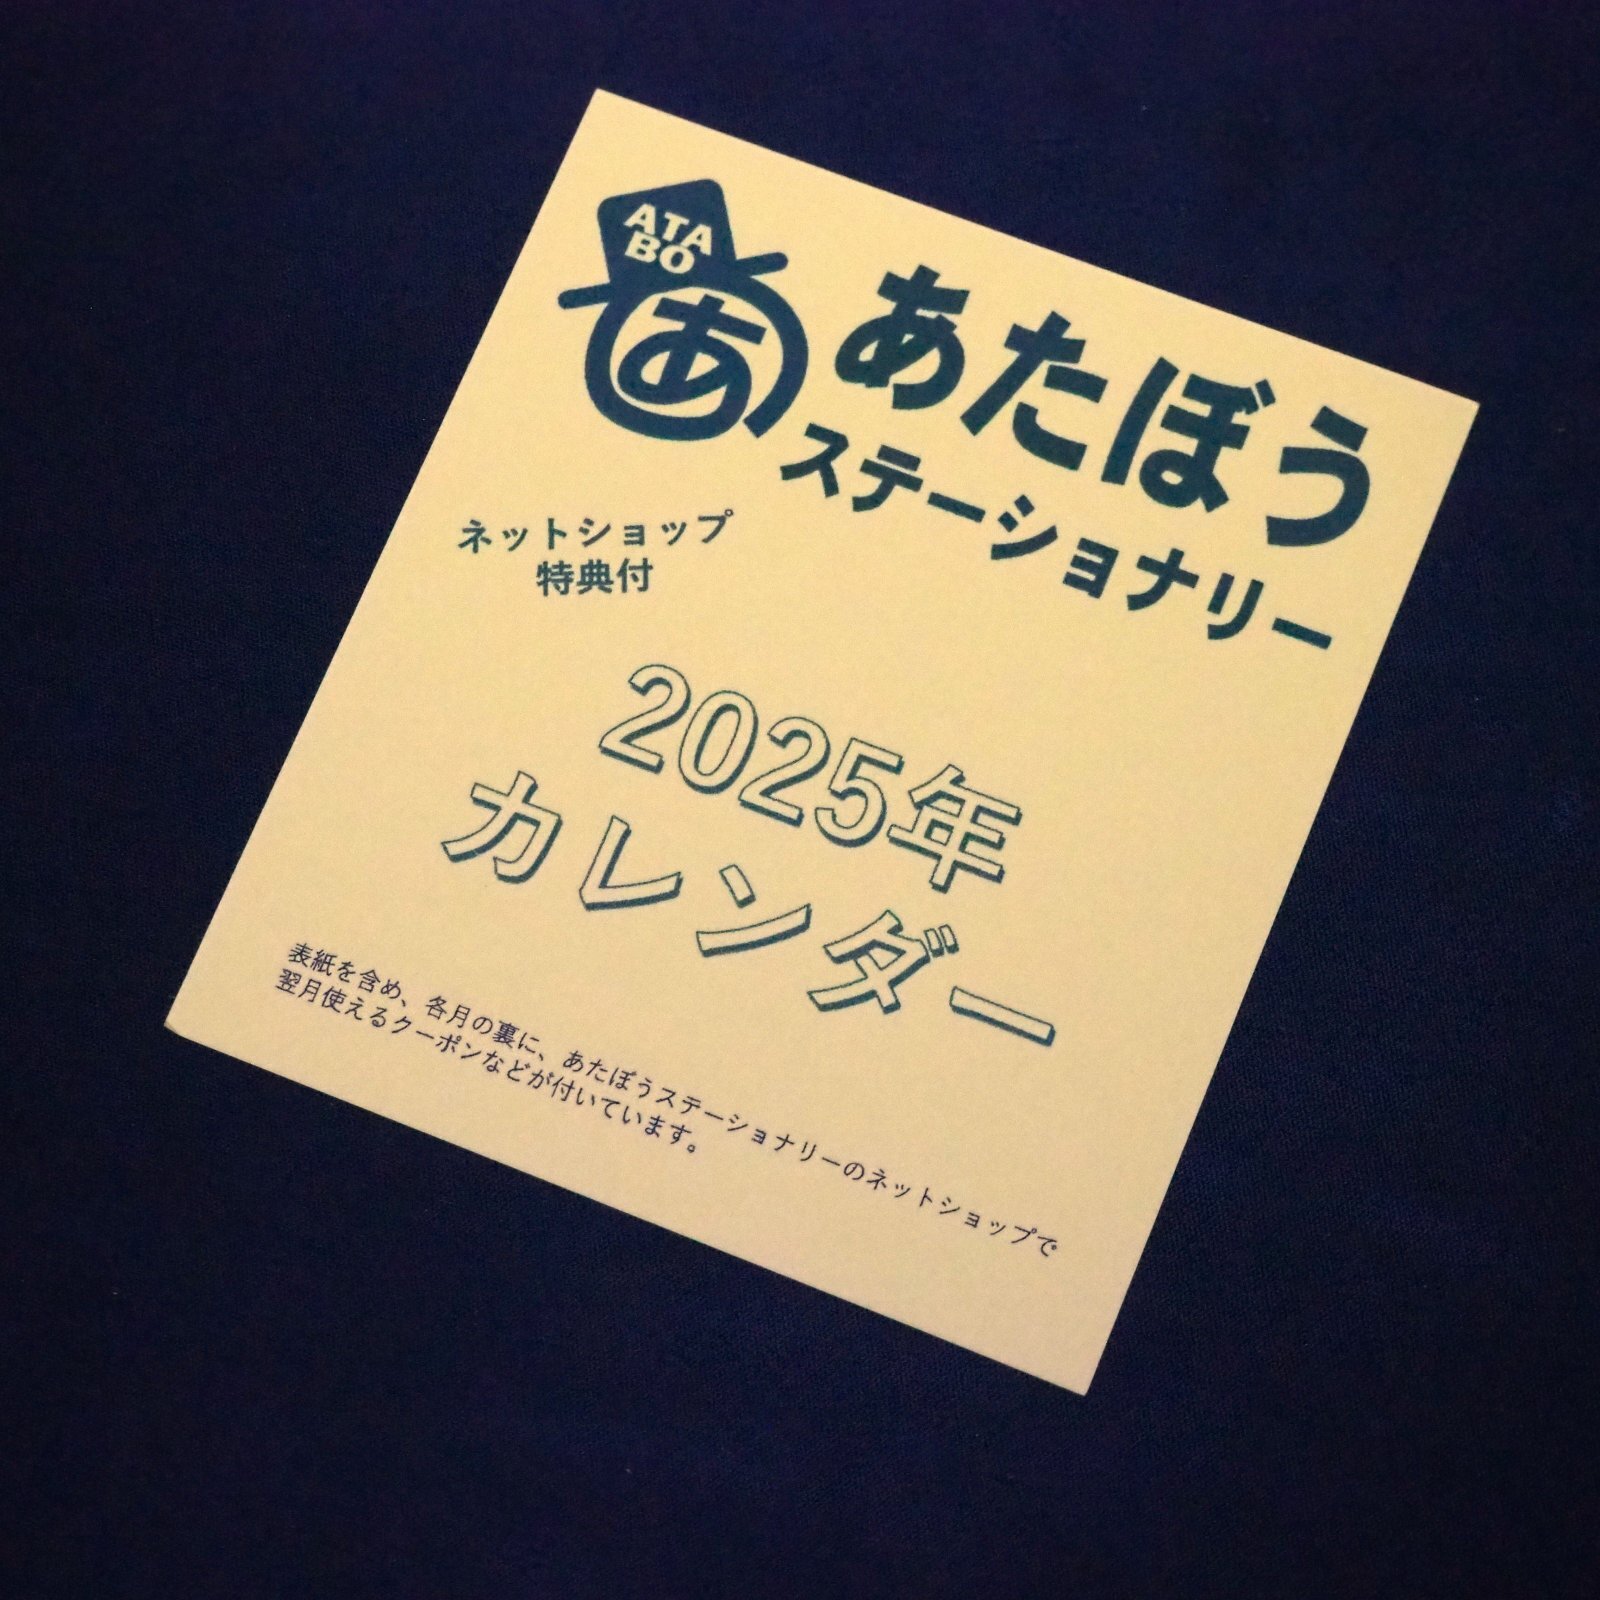 ATA
BO
あ
あたぼう
ステーショナリー
ネットショップ
特典付
2025年
カレンダー
表紙を含め、各月の裏に、あたぼうステーショナリーのネットショップで
翌月使えるクーポンなどが付いています。